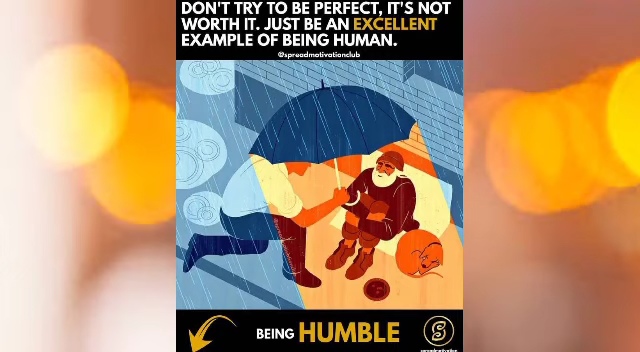 DON'T TRY TO BE PERFECT, IT'S NOT
WORTH IT. JUST BE AN EXCELLENT
EXAMPLE OF BEING HUMAN.
@spreadmotivationclub
BEING HUMBLE
spreadmotivation